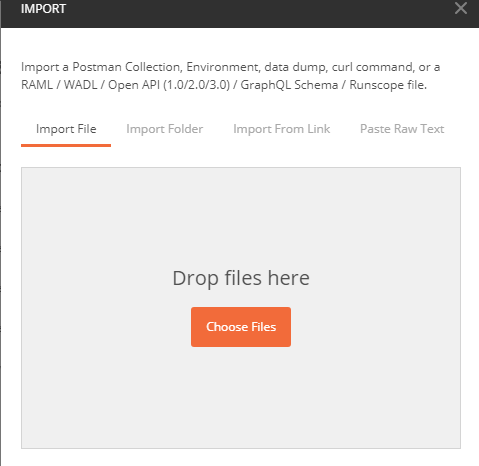 IMPORT
Import a Postman Collection, Environment, data dump, curl command, or a
RAML / WADL / Open API (1.0/2.0/3.0) / GraphQL Schema / Runscope file.
Import File Import Folder Import From Link Paste Raw Text
Drop files here
Choose Files